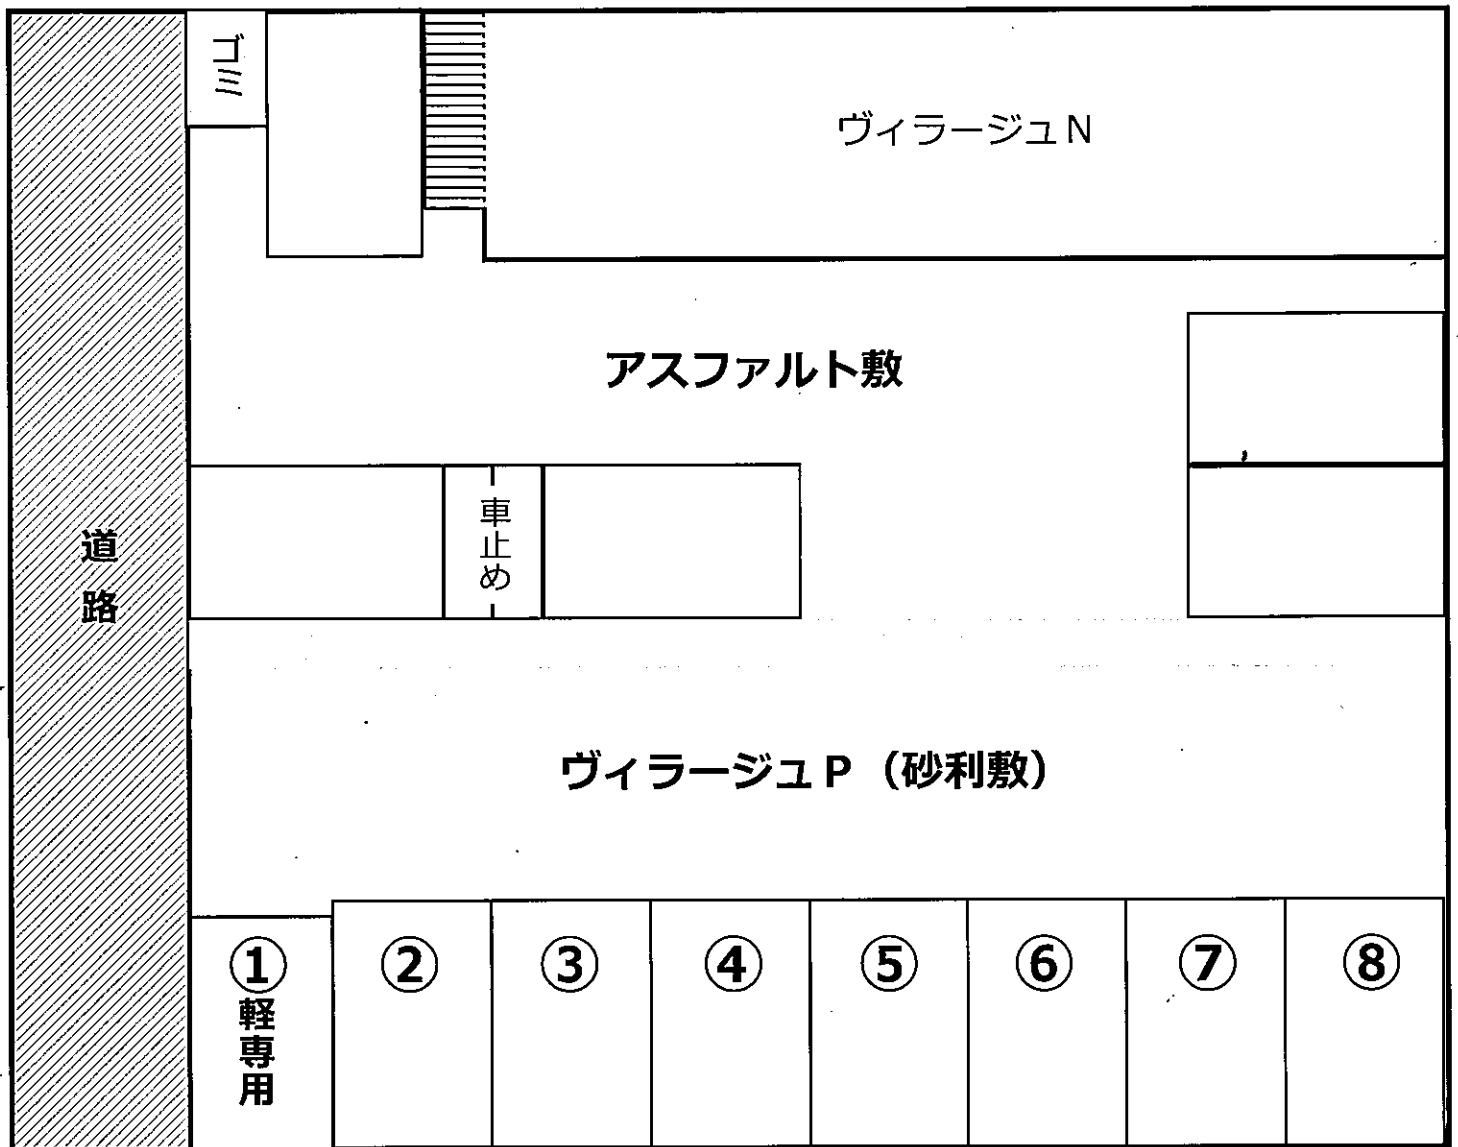 ゴミ
ヴィラージュN
アスファルト敷
車止め
道路
ヴィラージュP（砂利敷）
① ② ③ ④ ⑤ ⑥ ⑦ ⑧
軽専用